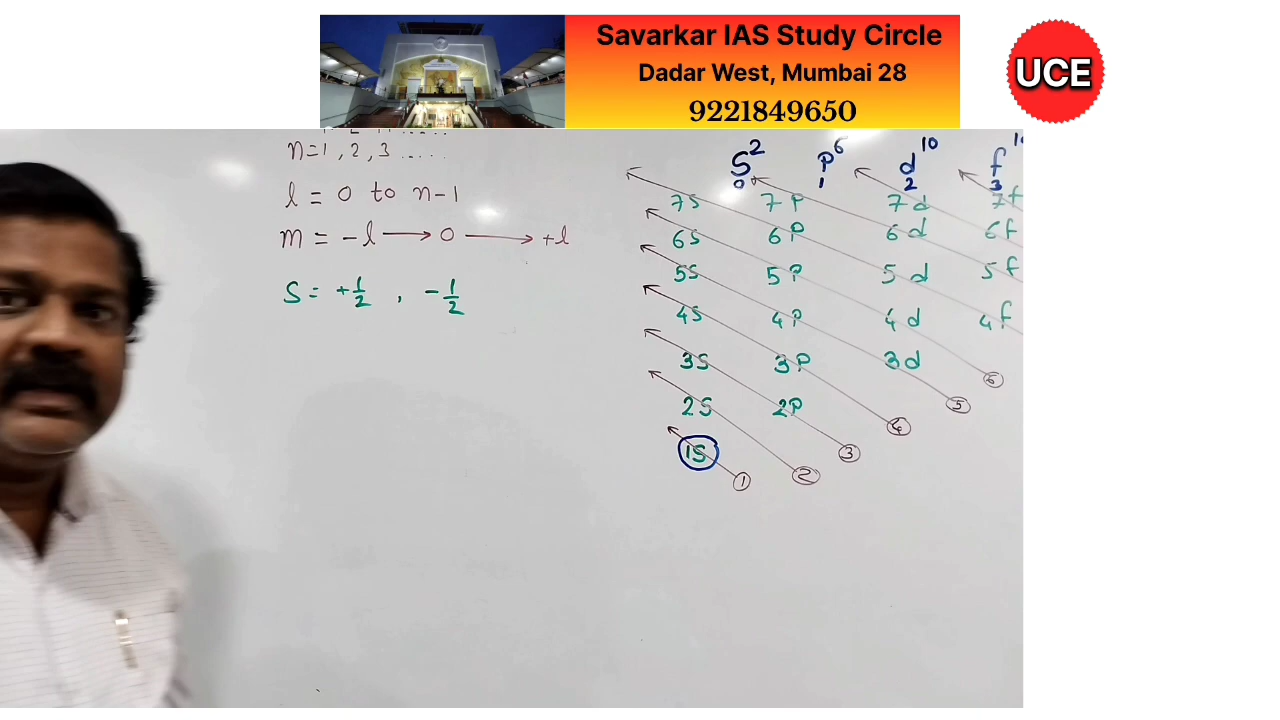 Savarkar IAS Study Circle
Dadar West, Mumbai 28
9221849650
UCE
n=1, 2, 3 .....
l = 0 to n-1
m = -l ⟶ 0 ⟶ +l
S = +1/2 , -1/2
S² p⁶ d¹⁰ f
0 1 2 3
7S 7P 7d 7f
6S 6P 6d 6f
5S 5P 5d 5f
4S 4P 4d 4f
3S 3P 3d
2S 2P
1S
6
5
4
3
2
1